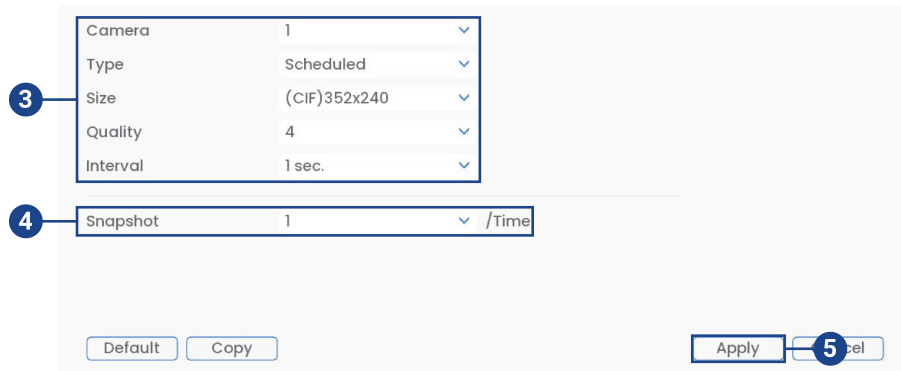 Camera 1
Type Scheduled
3 Size (CIF)352x240
Quality 4
Interval 1 sec.
4 Snapshot 1 /Time
Default Copy Apply 5 cel